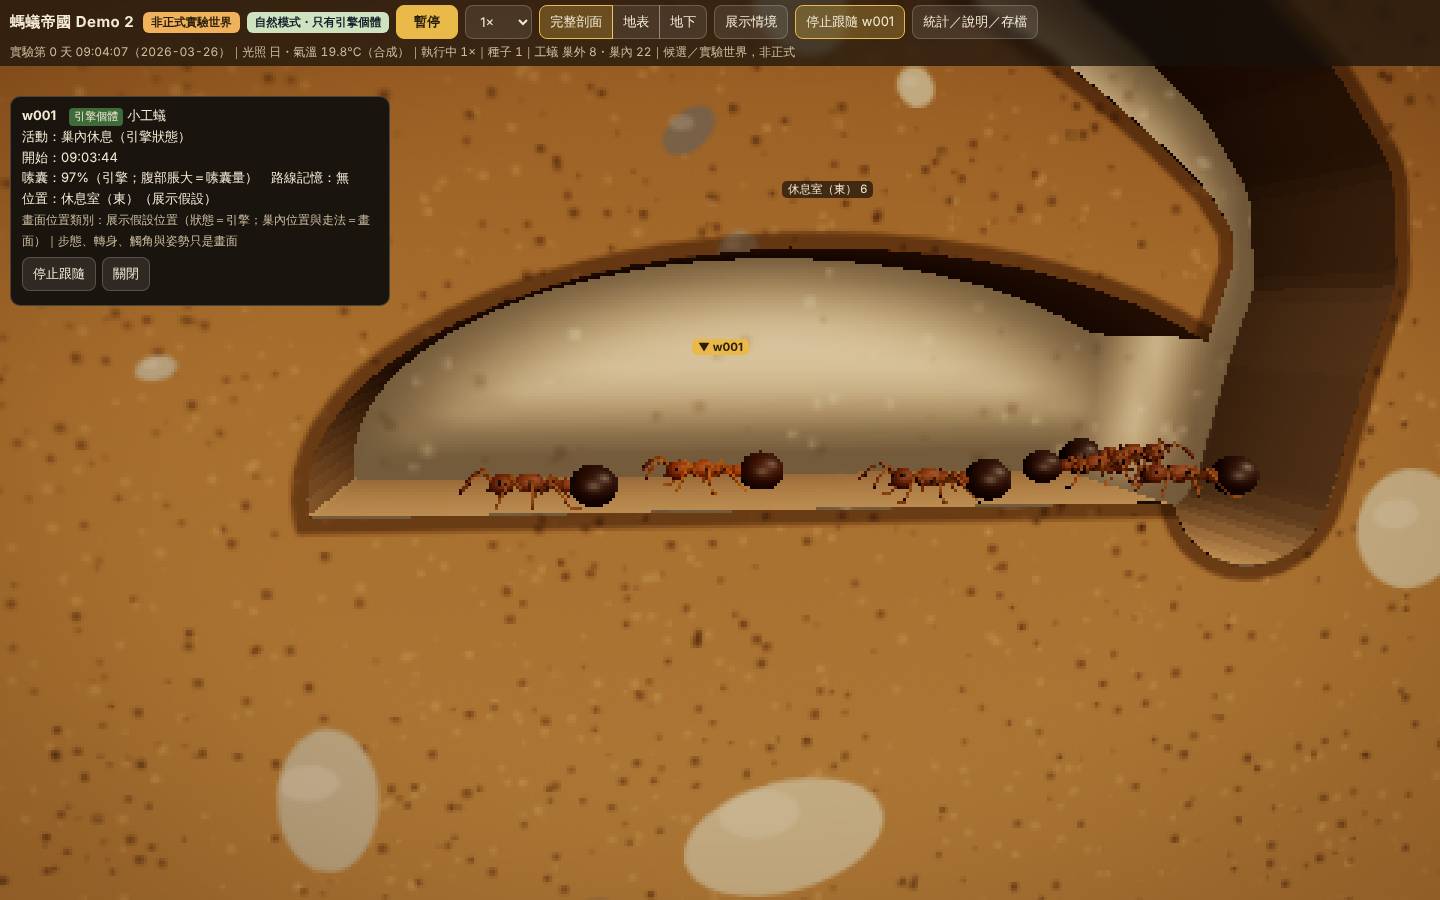 螞蟻帝國 Demo 2 非正式實驗世界 自然模式・只有引擎個體 暫停 1× 完整剖面 地表 地下 展示情境 停止跟隨 w001 統計／說明／存檔
實驗第 0 天 09:04:07（2026-03-26）｜光照 日・氣溫 19.8°C（合成）｜執行中 1×｜種子 1｜工蟻 巢外 8・巢內 22｜候選／實驗世界，非正式
w001 引擎個體 小工蟻
活動：巢內休息（引擎狀態）
開始：09:03:44
嗉囊：97%（引擎；腹部脹大＝嗉囊量） 路線記憶：無
位置：休息室（東）（展示假設）
畫面位置類別：展示假設位置（狀態＝引擎；巢內位置與走法＝畫
面）｜步態、轉身、觸角與姿勢只是畫面
停止跟隨 關閉
休息室（東） 6
▼ w001